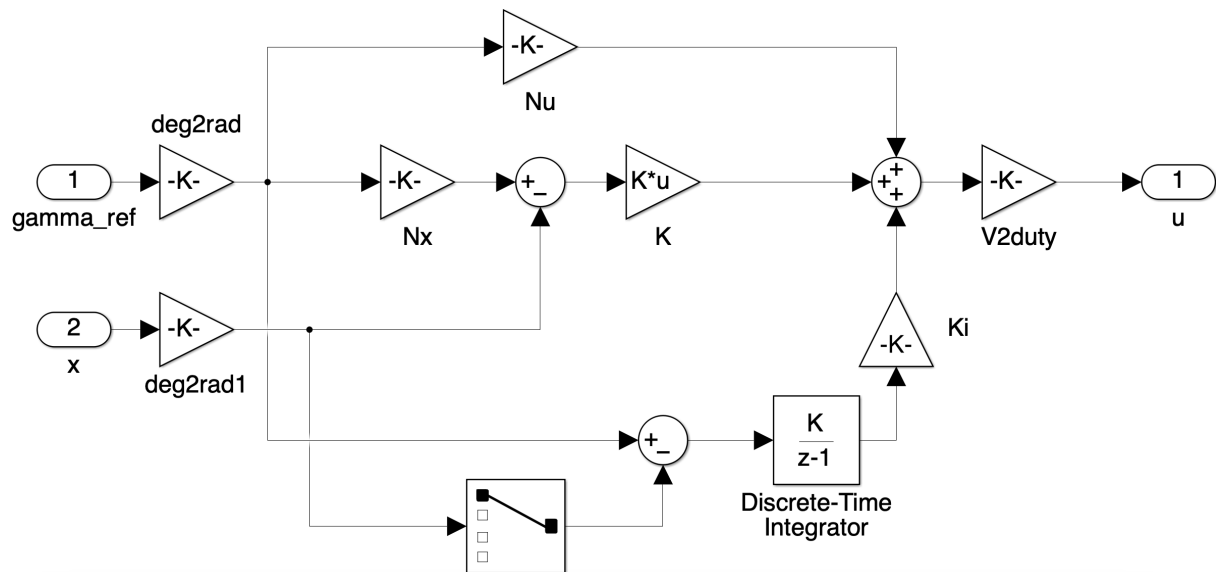 -K-
Nu
deg2rad
1
gamma_ref
-K-
-K-
Nx
+
−
K*u
K
+
+
+
-K-
V2duty
1
u
2
x
-K-
deg2rad1
-K-
Ki
+
−
K
z-1
Discrete-Time
Integrator